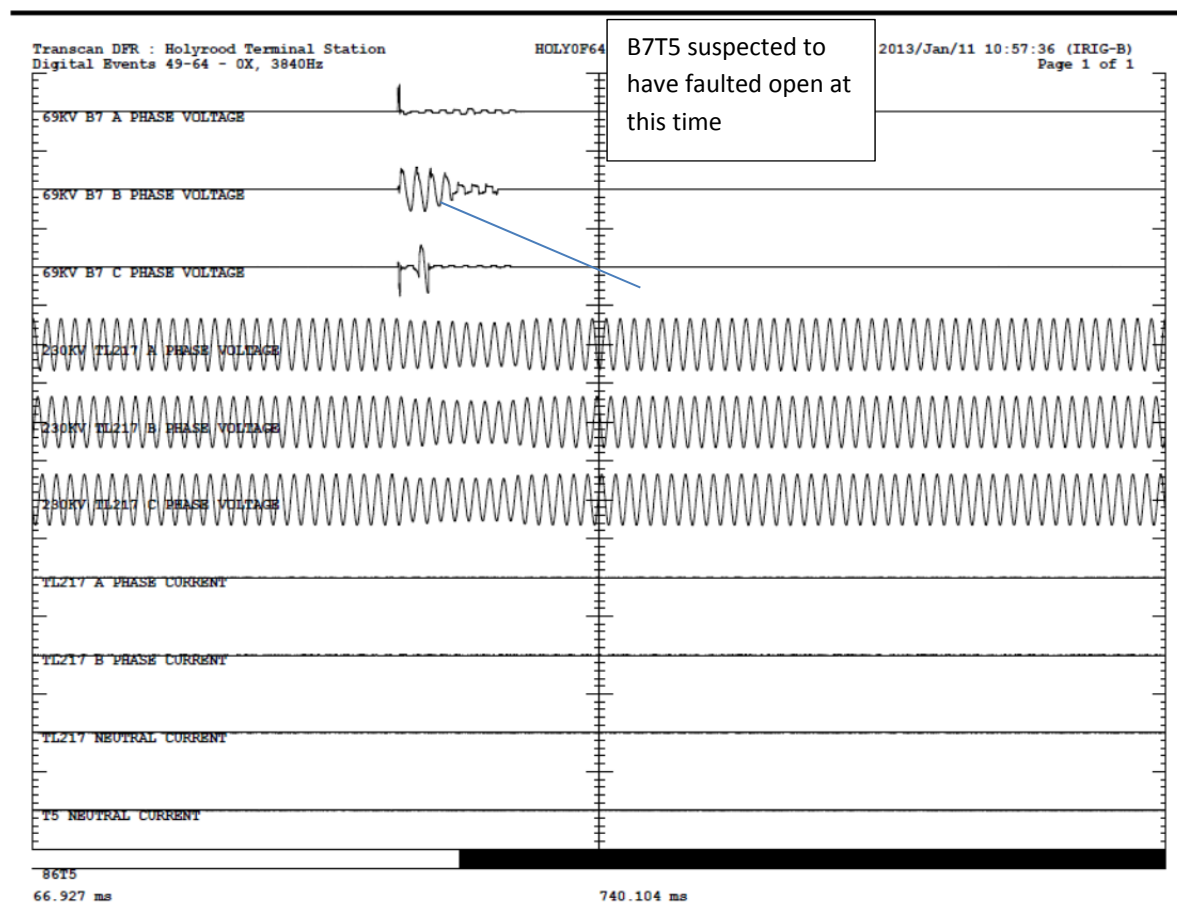 Transcan DFR : Holyrood Terminal Station
HOLY0F64
2013/Jan/11 10:57:36 (IRIG-B)
Digital Events 49-64 - 0X, 3840Hz
Page 1 of 1
B7T5 suspected to
have faulted open at
this time
69KV B7 A PHASE VOLTAGE
69KV B7 B PHASE VOLTAGE
69KV B7 C PHASE VOLTAGE
230KV TL217 A PHASE VOLTAGE
230KV TL217 B PHASE VOLTAGE
230KV TL217 C PHASE VOLTAGE
TL217 A PHASE CURRENT
TL217 B PHASE CURRENT
TL217 NEUTRAL CURRENT
T5 NEUTRAL CURRENT
86T5
66.927 ms
740.104 ms